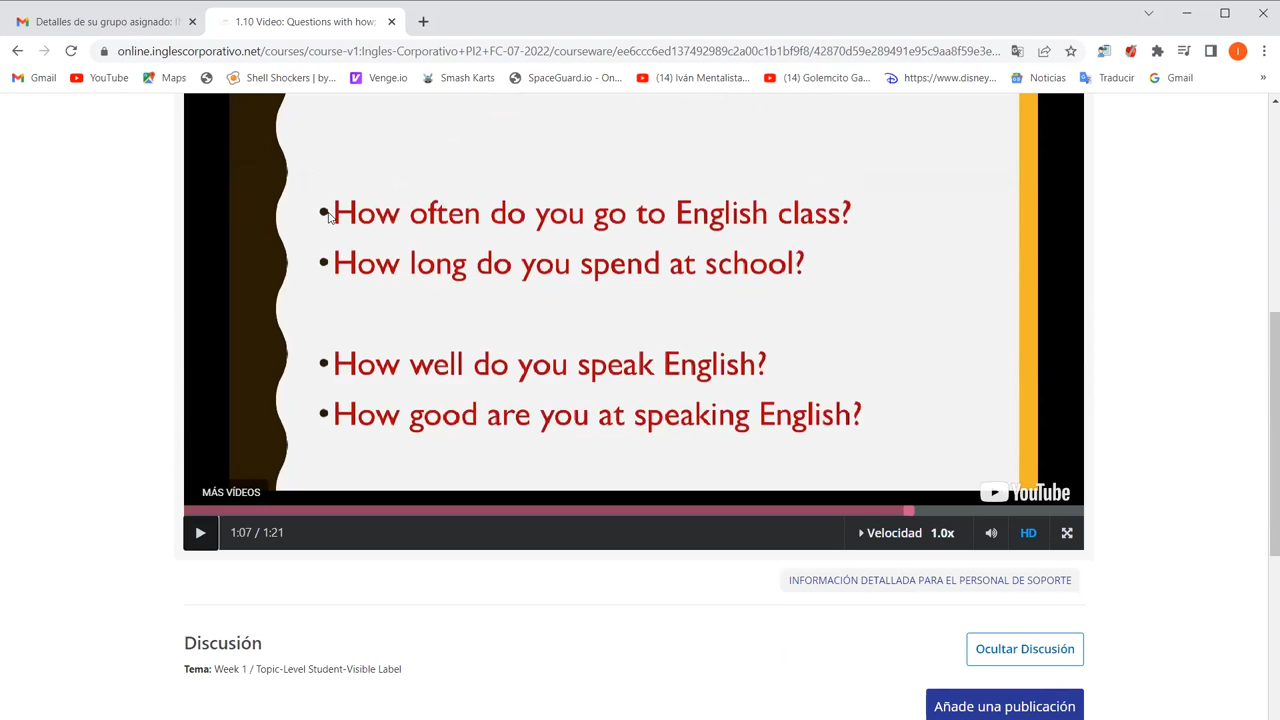 Detalles de su grupo asignado: I
1.10 Video: Questions with how;
online.inglescorporativo.net/courses/course-v1:Ingles-Corporativo+PI2+FC-07-2022/courseware/ee6ccc6ed137492989c2a00c1b1bf9f8/42870d59e289491e95c9aa8f59e3e...
I
Gmail
YouTube
Maps
Shell Shockers | by...
Venge.io
Smash Karts
SpaceGuard.io - On...
(14) Iván Mentalista...
(14) Golemcito Ga...
https://www.disney...
Noticias
Traducir
Gmail
»
•How often do you go to English class?
•How long do you spend at school?
•How well do you speak English?
•How good are you at speaking English?
MÁS VÍDEOS
YouTube
1:07 / 1:21
Velocidad 1.0x
HD
INFORMACIÓN DETALLADA PARA EL PERSONAL DE SOPORTE
Discusión
Ocultar Discusión
Tema: Week 1 / Topic-Level Student-Visible Label
Añade una publicación